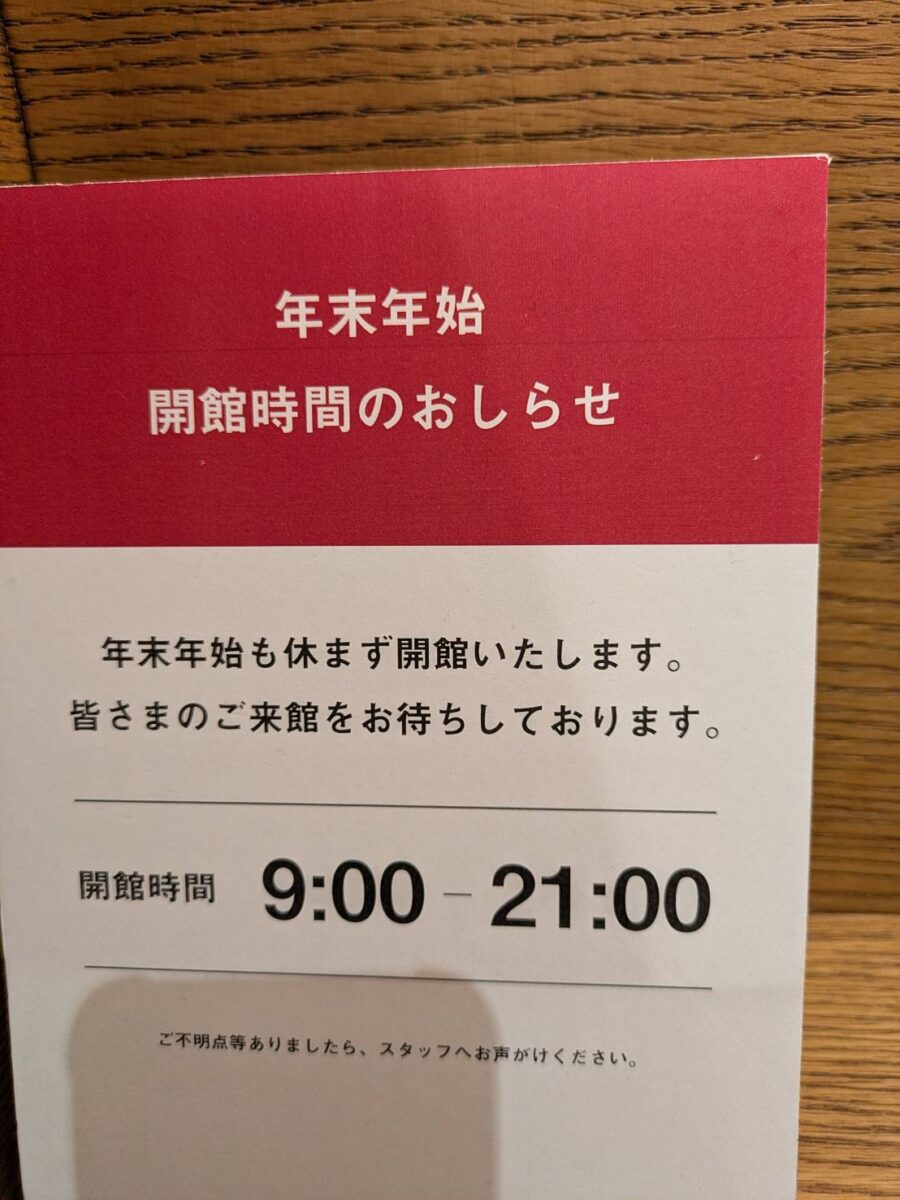 年末年始
開館時間のおしらせ
年末年始も休まず開館いたします。
皆さまのご来館をお待ちしております。
開館時間 9:00 – 21:00
ご不明点等ありましたら、スタッフへお声がけください。